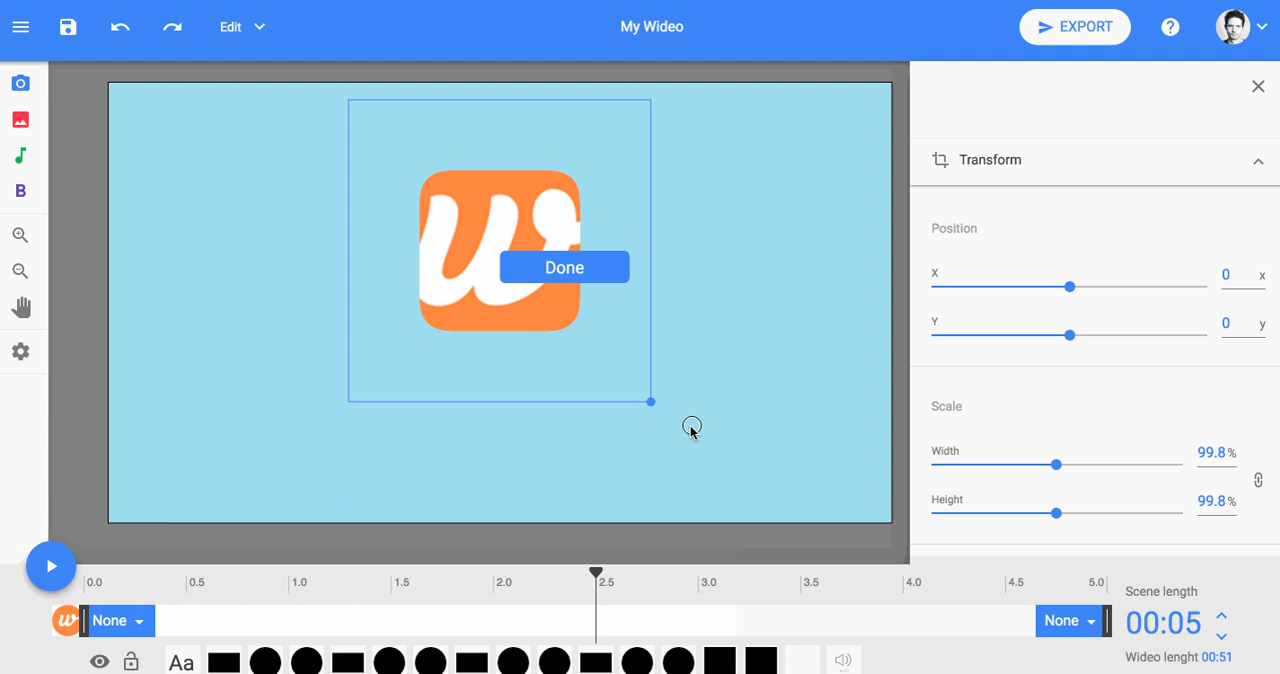 Edit
My Wideo
EXPORT
?
B
w
Done
Transform
Position
X 0 x
Y 0 y
Scale
Width 99.8 %
Height 99.8 %
0.0 0.5 1.0 1.5 2.0 2.5 3.0 3.5 4.0 4.5 5.0
w None None
Aa
Scene length
00:05
Wideo lenght 00:51